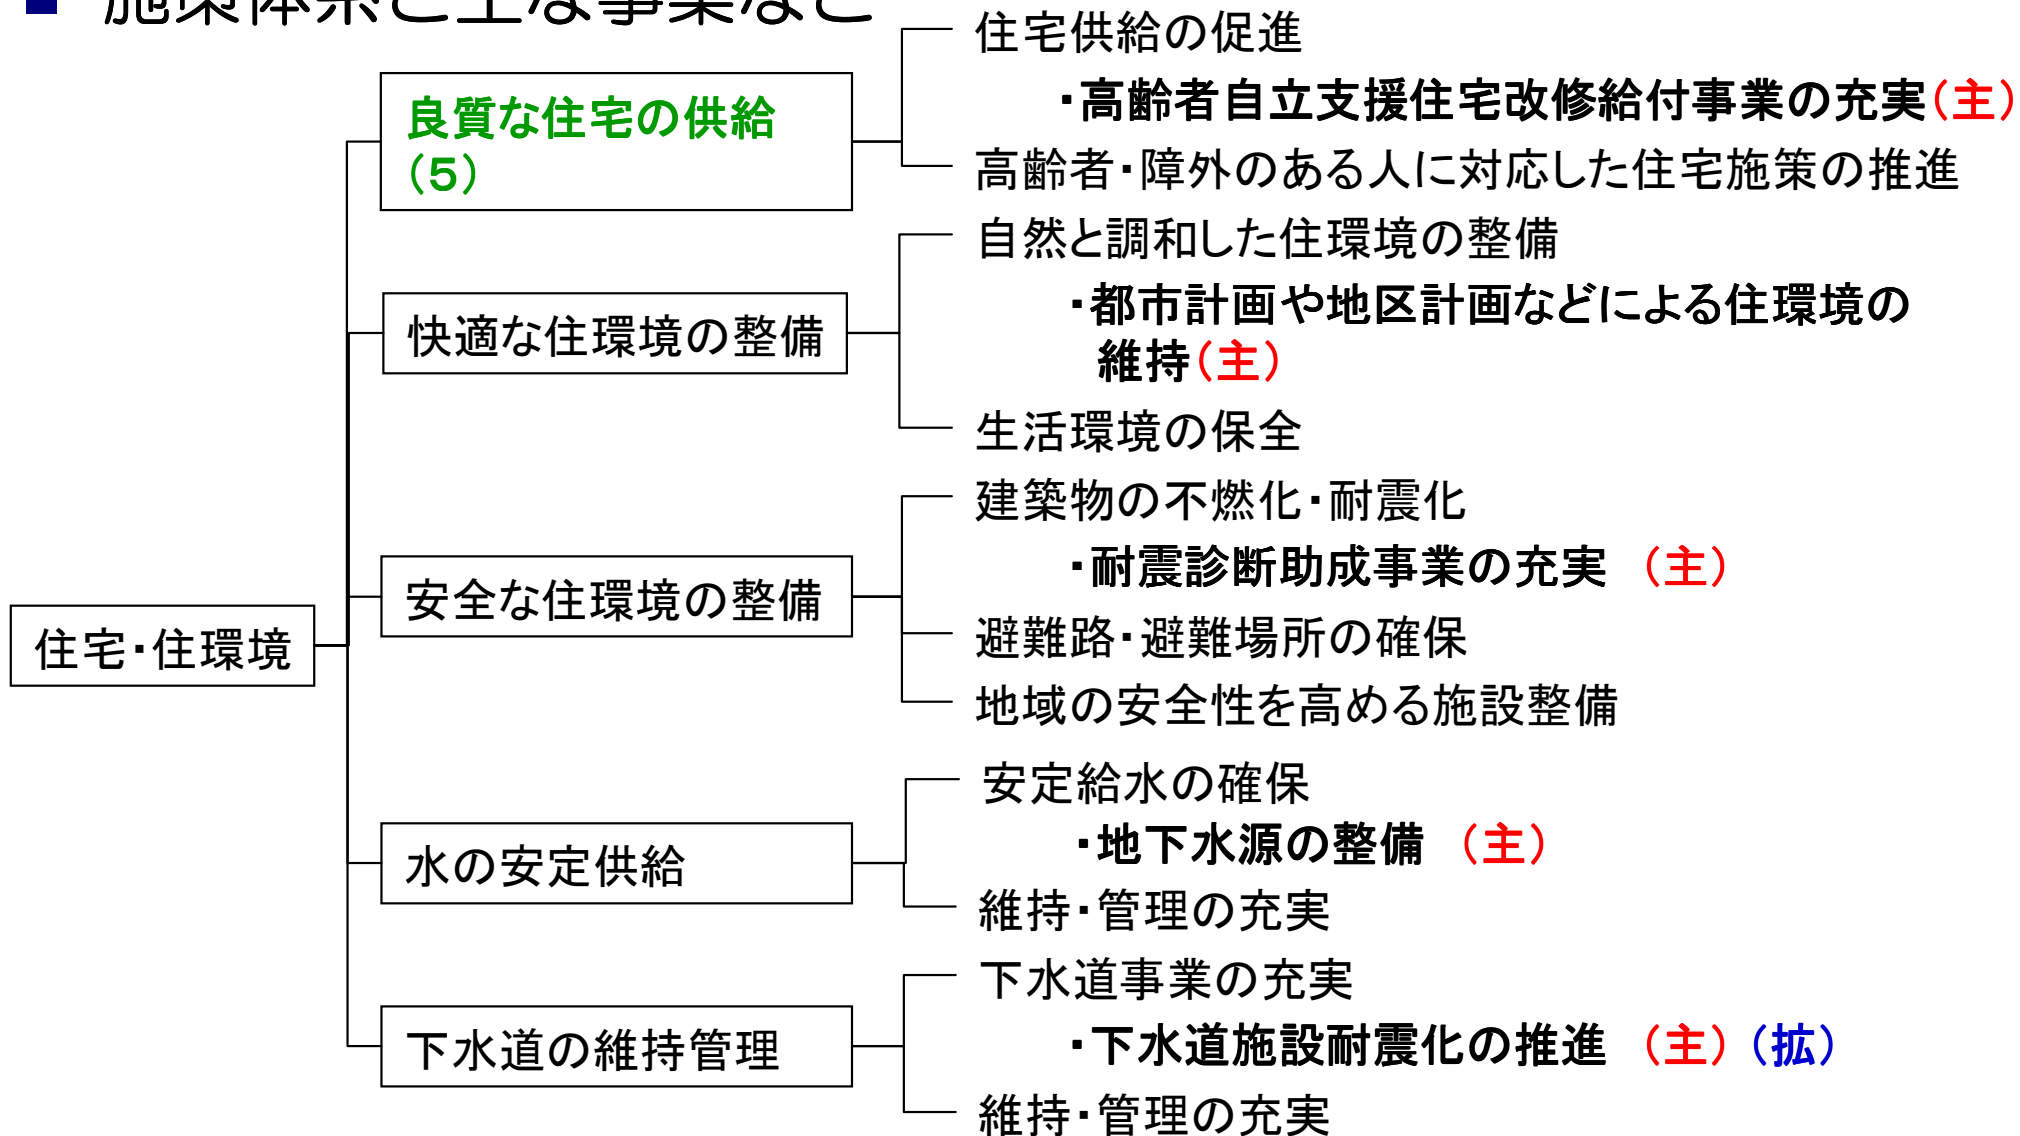 ■ 施策体系と主な事業など
住宅供給の促進
・高齢者自立支援住宅改修給付事業の充実(主)
良質な住宅の供給
(5)
高齢者・障外のある人に対応した住宅施策の推進
自然と調和した住環境の整備
・都市計画や地区計画などによる住環境の
維持(主)
快適な住環境の整備
生活環境の保全
建築物の不燃化・耐震化
・耐震診断助成事業の充実 (主)
安全な住環境の整備
避難路・避難場所の確保
住宅・住環境
地域の安全性を高める施設整備
安定給水の確保
・地下水源の整備 (主)
水の安定供給
維持・管理の充実
下水道事業の充実
・下水道施設耐震化の推進 (主)(拡)
下水道の維持管理
維持・管理の充実